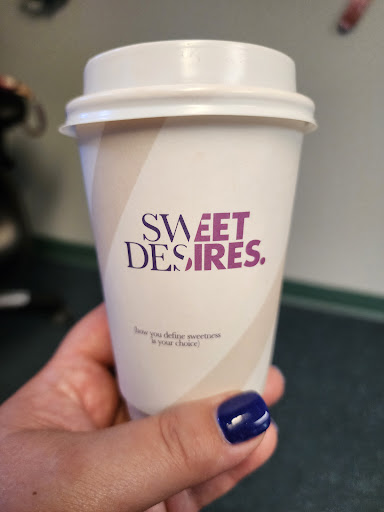 SWEET
DESIRES.
(how you define sweetness
is your choice)